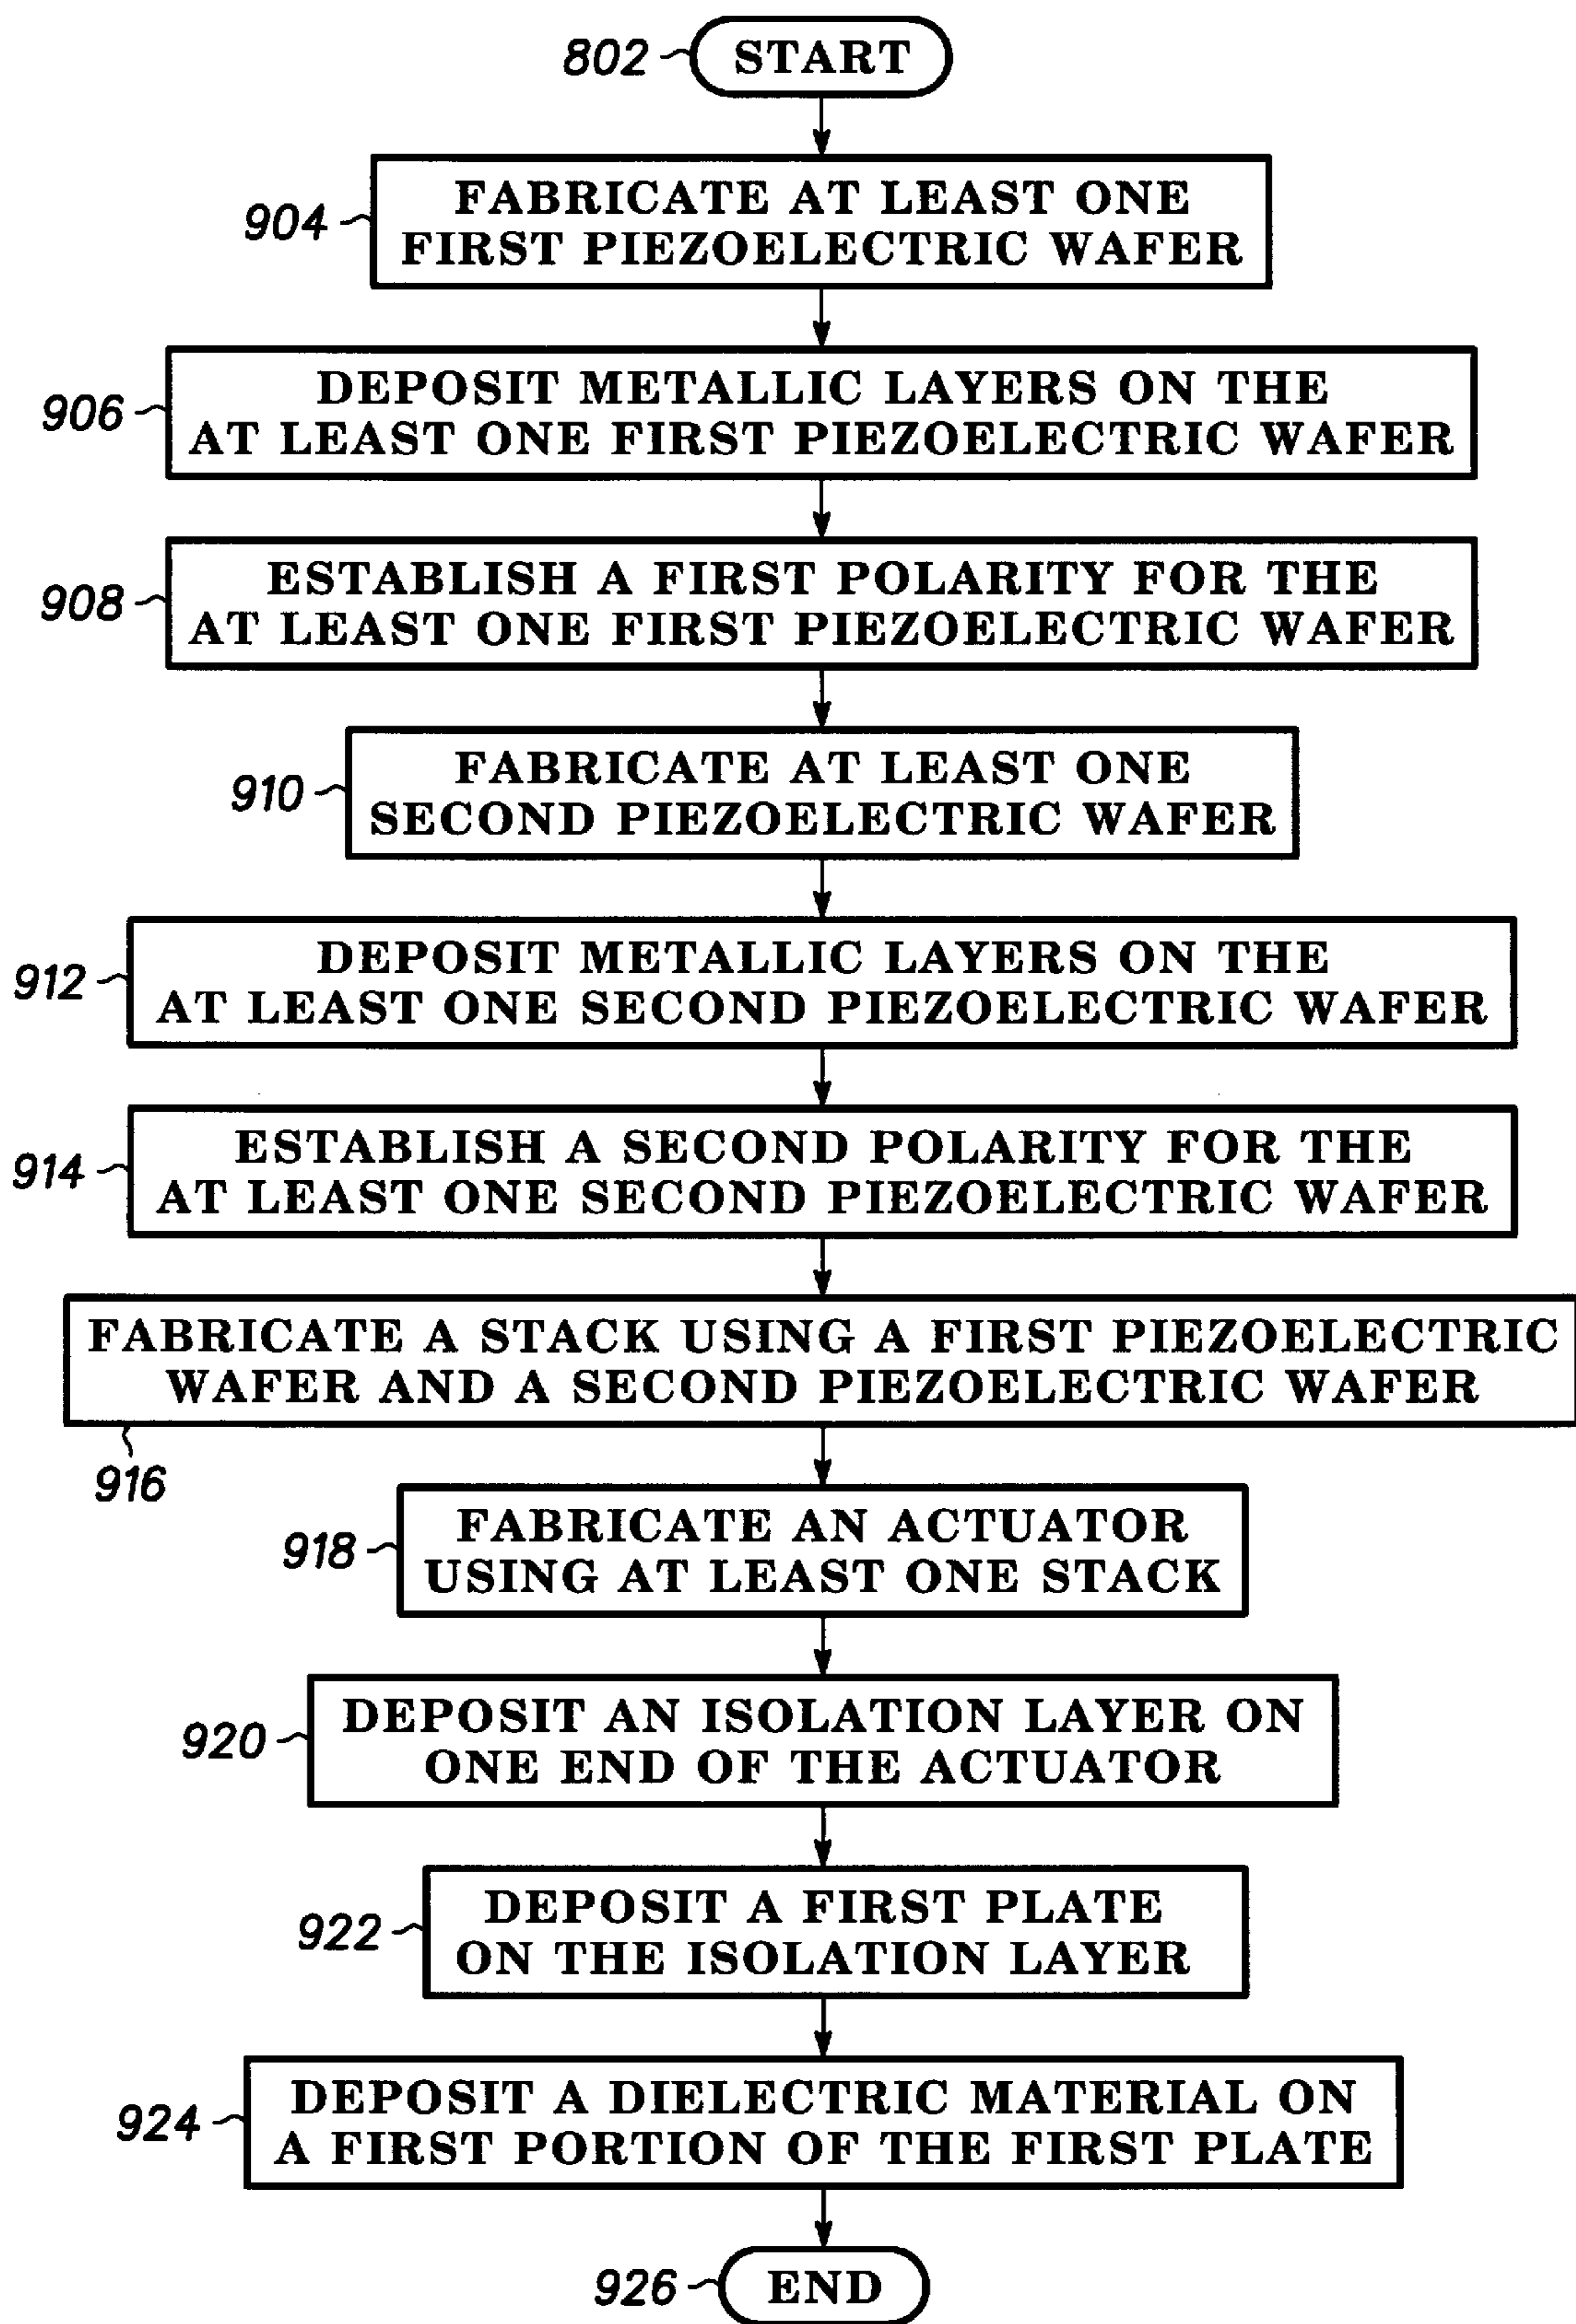 802
START
904
FABRICATE AT LEAST ONE
FIRST PIEZOELECTRIC WAFER
906
DEPOSIT METALLIC LAYERS ON THE
AT LEAST ONE FIRST PIEZOELECTRIC WAFER
908
ESTABLISH A FIRST POLARITY FOR THE
AT LEAST ONE FIRST PIEZOELECTRIC WAFER
910
FABRICATE AT LEAST ONE
SECOND PIEZOELECTRIC WAFER
912
DEPOSIT METALLIC LAYERS ON THE
AT LEAST ONE SECOND PIEZOELECTRIC WAFER
914
ESTABLISH A SECOND POLARITY FOR THE
AT LEAST ONE SECOND PIEZOELECTRIC WAFER
FABRICATE A STACK USING A FIRST PIEZOELECTRIC
WAFER AND A SECOND PIEZOELECTRIC WAFER
916
918
FABRICATE AN ACTUATOR
USING AT LEAST ONE STACK
920
DEPOSIT AN ISOLATION LAYER ON
ONE END OF THE ACTUATOR
922
DEPOSIT A FIRST PLATE
ON THE ISOLATION LAYER
924
DEPOSIT A DIELECTRIC MATERIAL ON
A FIRST PORTION OF THE FIRST PLATE
926
END